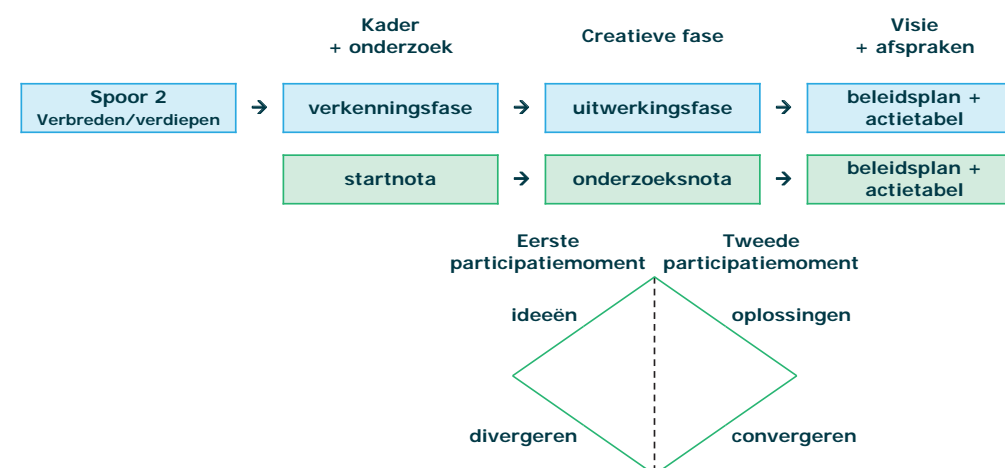 Kader
+ onderzoek
Creatieve fase
Visie
+ afspraken
Spoor 2
Verbreden/verdiepen
→
verkenningsfase
→
uitwerkingsfase
→
beleidsplan +
actietabel
startnota
→
onderzoeksnota
→
beleidsplan +
actietabel
Eerste
participatiemoment
Tweede
participatiemoment
ideeën
oplossingen
divergeren
convergeren